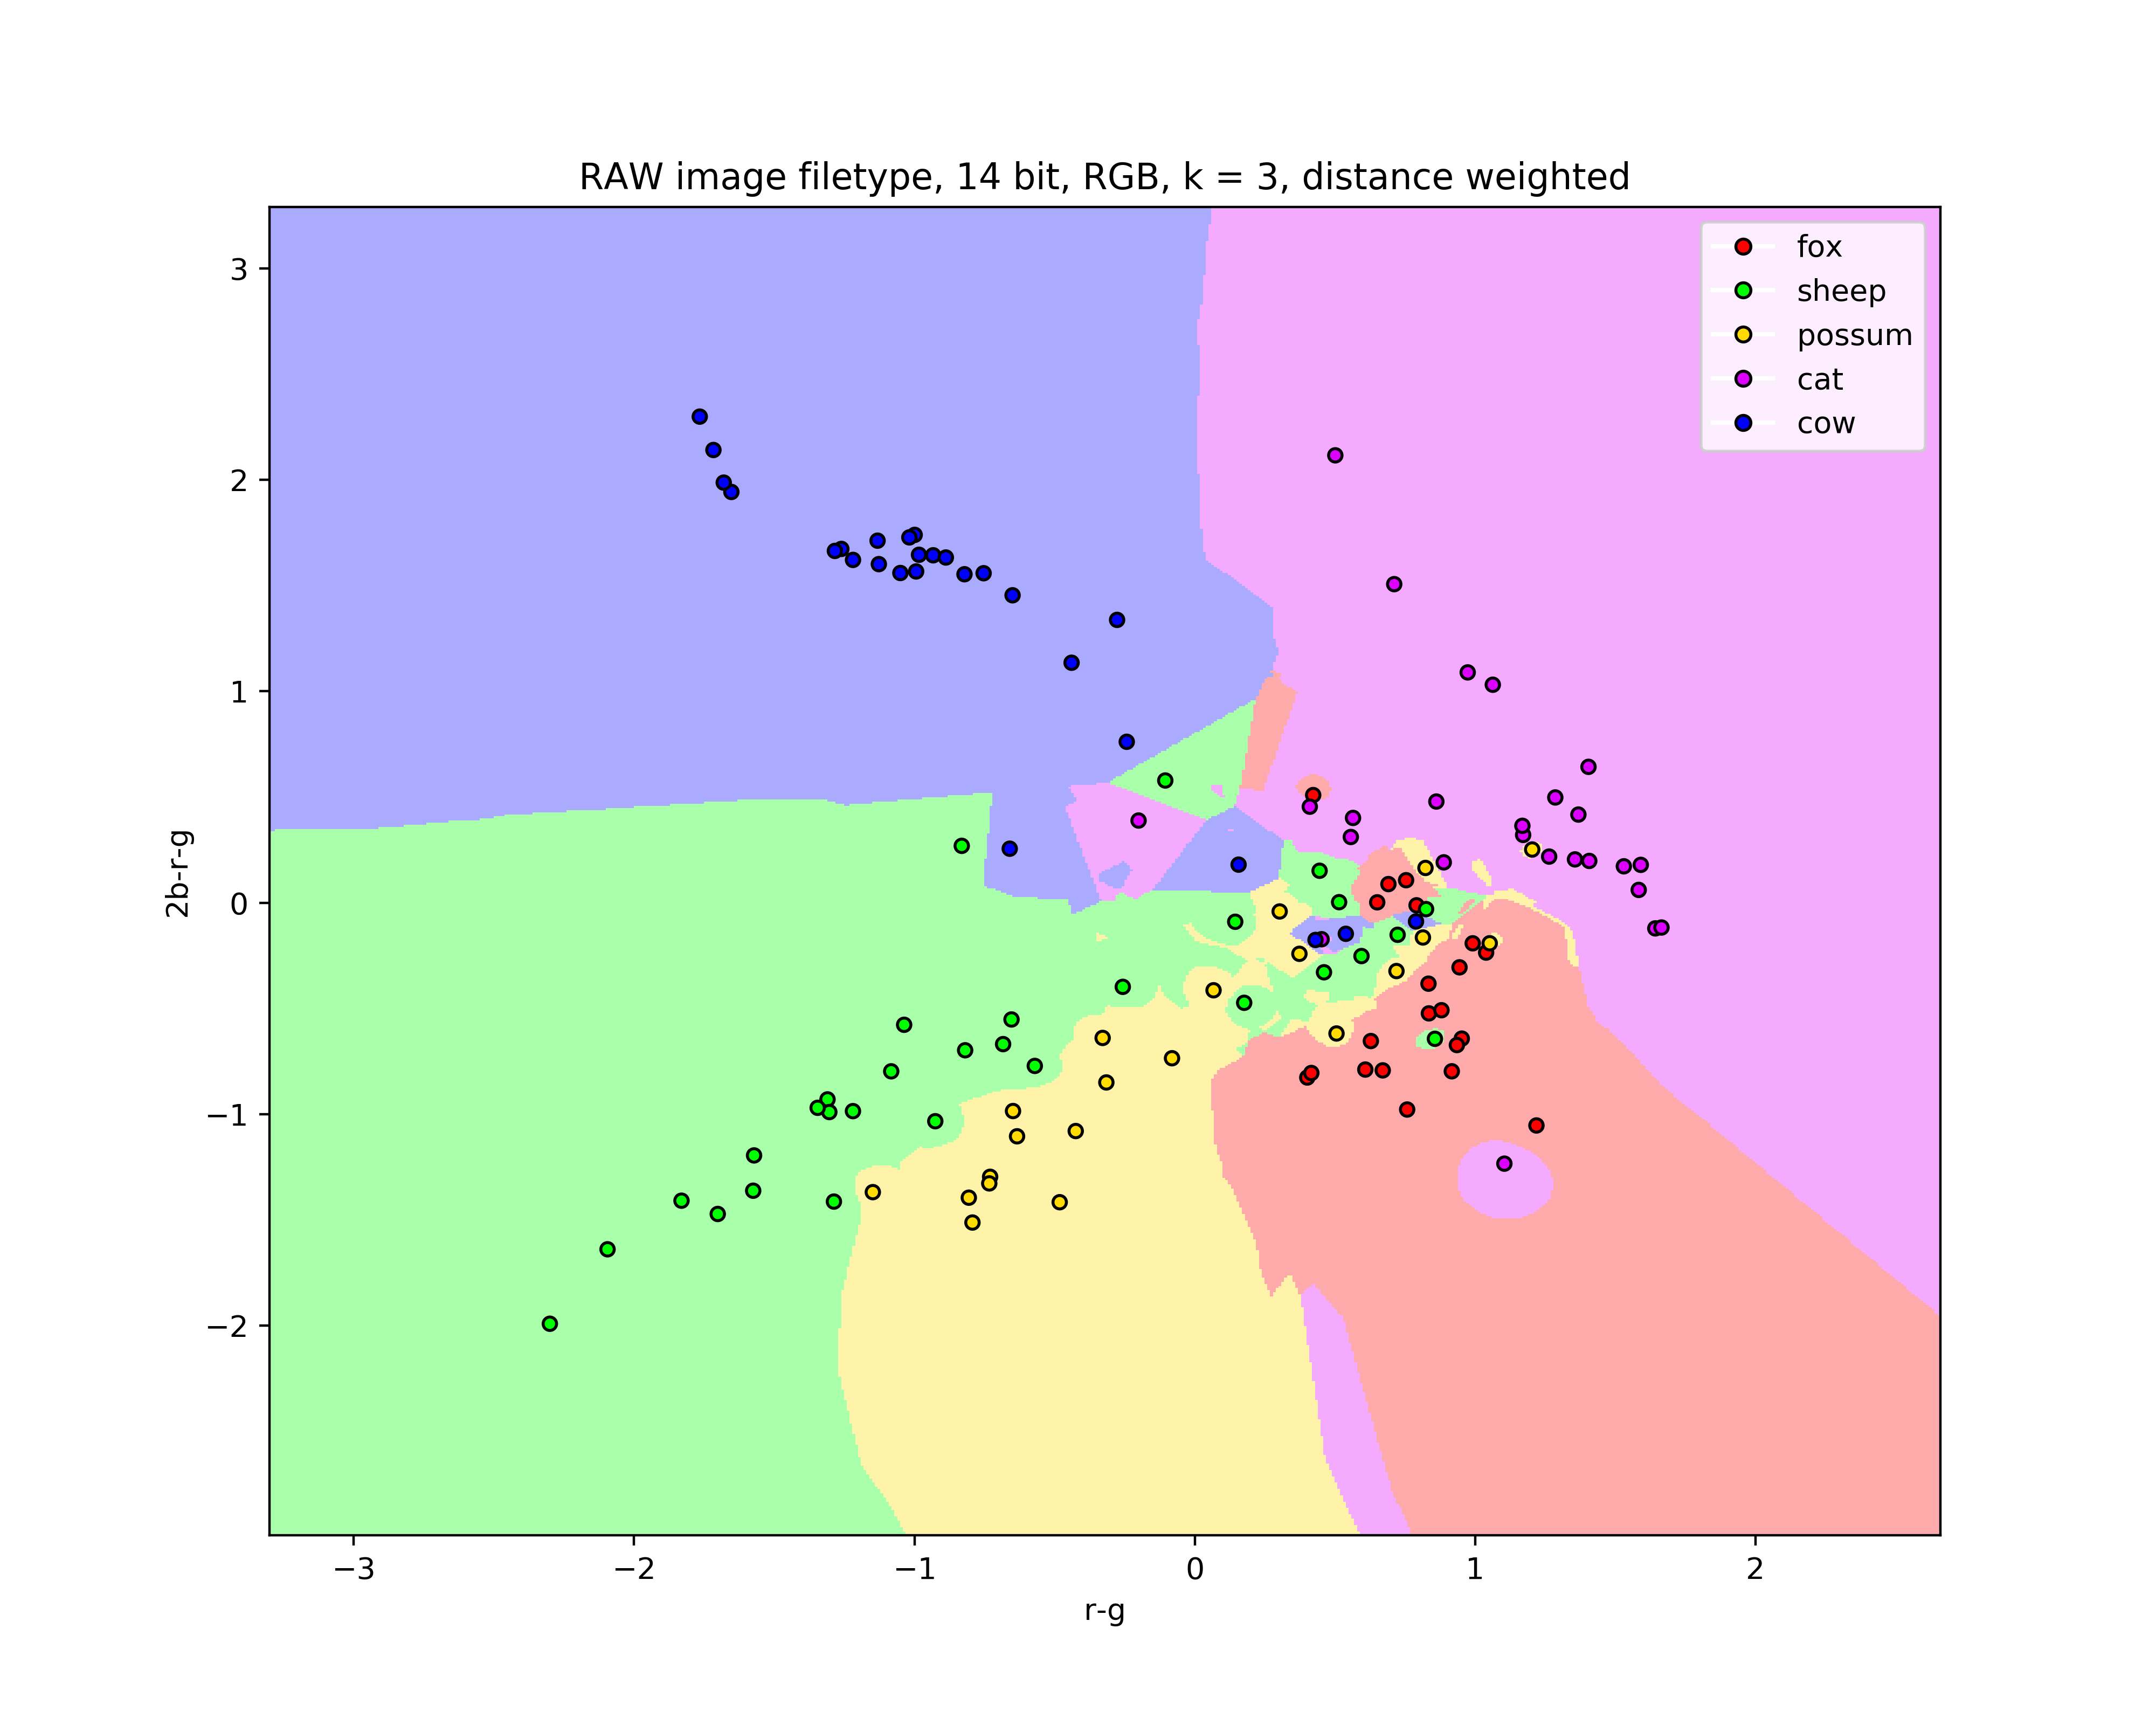 RAW image filetype, 14 bit, RGB, k = 3, distance weighted
fox
sheep
possum
cat
cow
3
2
1
0
−1
−2
2b-r-g
−3
−2
−1
0
1
2
r-g